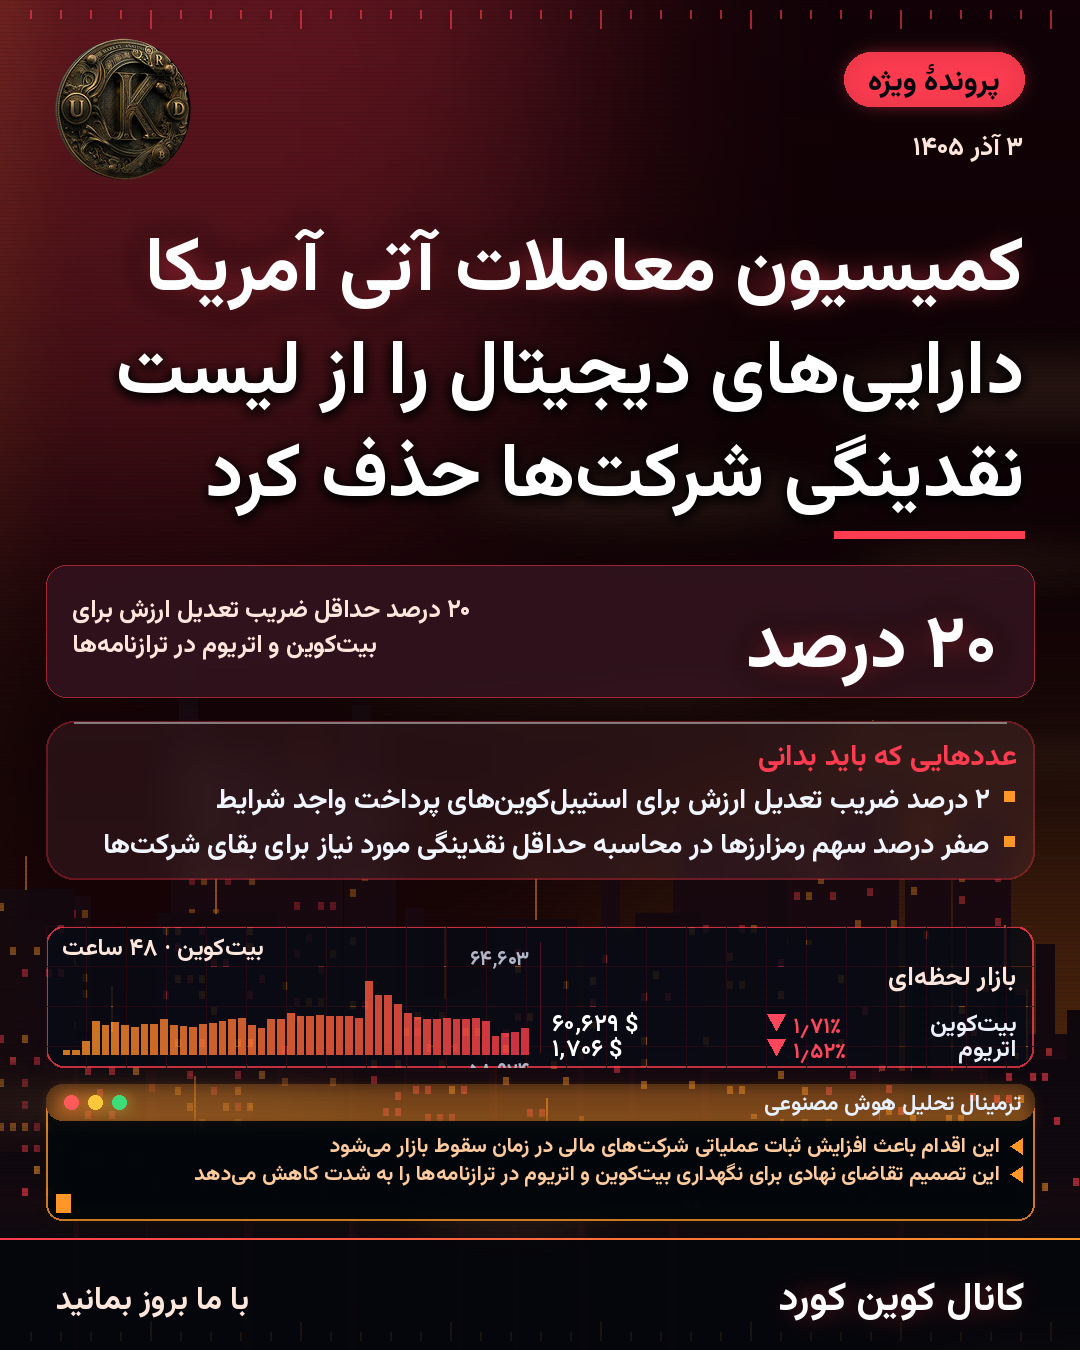 پروندهٔ ویژه
۳ آذر ۱۴۰۵
کمیسیون معاملات آتی آمریکا
دارایی‌های دیجیتال را از لیست
نقدینگی شرکت‌ها حذف کرد
۲۰ درصد
۲۰ درصد حداقل ضریب تعدیل ارزش برای
بیت‌کوین و اتریوم در ترازنامه‌ها
عددهایی که باید بدانی
۲ درصد ضریب تعدیل ارزش برای استیبل‌کوین‌های پرداخت واجد شرایط
صفر درصد سهم رمزارزها در محاسبه حداقل نقدینگی مورد نیاز برای بقای شرکت‌ها
بازار لحظه‌ای
بیت‌کوین ۱٫۷۱٪ ۶۰,۶۲۹ $
اتریوم ۱٫۵۲٪ ۱,۷۰۶ $
بیت‌کوین · ۴۸ ساعت
۶۴,۶۰۳
ترمینال تحلیل هوش مصنوعی
این اقدام باعث افزایش ثبات عملیاتی شرکت‌های مالی در زمان سقوط بازار می‌شود
این تصمیم تقاضای نهادی برای نگهداری بیت‌کوین و اتریوم در ترازنامه‌ها را به شدت کاهش می‌دهد
کانال کوین کورد
با ما بروز بمانید